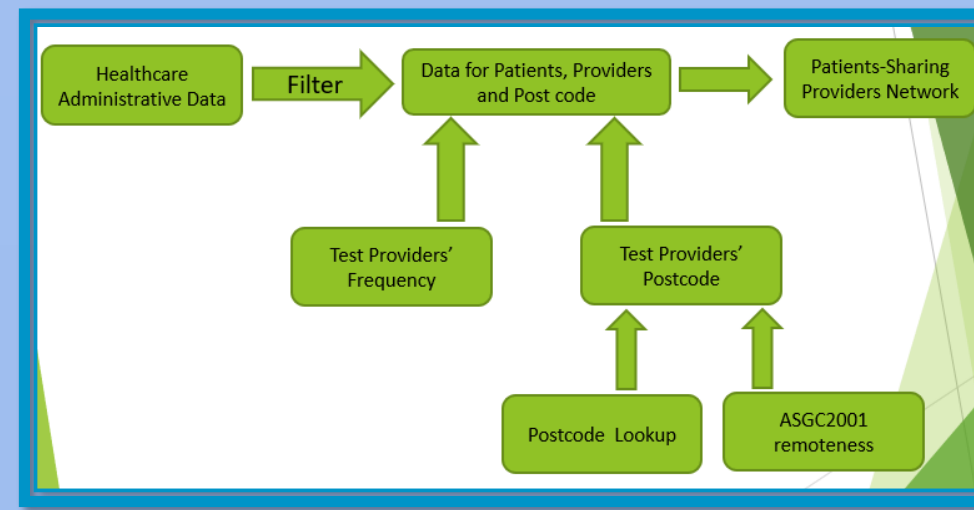 Healthcare
Administrative Data
Filter
Data for Patients, Providers
and Post code
Patients-Sharing
Providers Network
Test Providers’
Frequency
Test Providers’
Postcode
Postcode Lookup
ASGC2001
remoteness